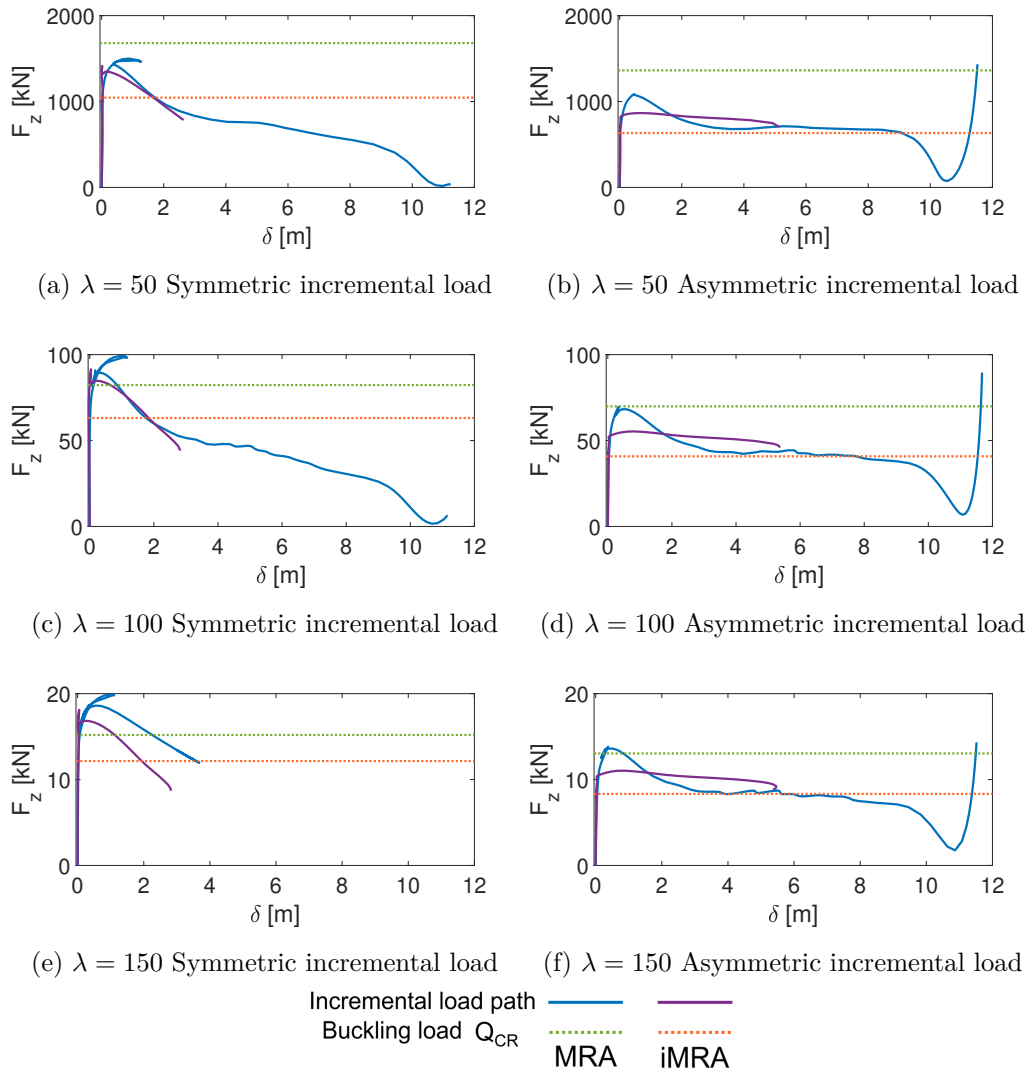 2000
1000
0
F_z [kN]
0 2 4 6 8 10 12
δ [m]
(a) λ = 50 Symmetric incremental load
2000
1000
0
F_z [kN]
0 2 4 6 8 10 12
δ [m]
(b) λ = 50 Asymmetric incremental load
100
50
0
F_z [kN]
0 2 4 6 8 10 12
δ [m]
(c) λ = 100 Symmetric incremental load
100
50
0
F_z [kN]
0 2 4 6 8 10 12
δ [m]
(d) λ = 100 Asymmetric incremental load
20
10
0
F_z [kN]
0 2 4 6 8 10 12
δ [m]
(e) λ = 150 Symmetric incremental load
20
10
0
F_z [kN]
0 2 4 6 8 10 12
δ [m]
(f) λ = 150 Asymmetric incremental load
Incremental load path
Buckling load Q_CR
MRA iMRA